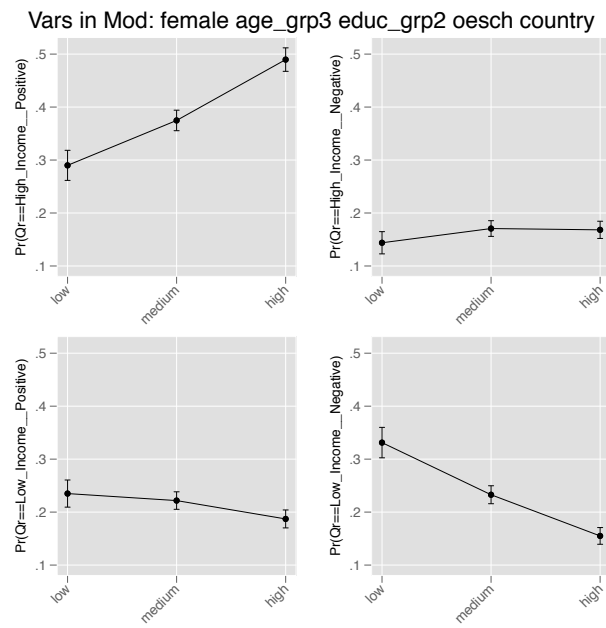 Vars in Mod: female age_grp3 educ_grp2 oesch country
Pr(Qr==High_Income__Positive)
.5
.4
.3
.2
.1
low
medium
high
Pr(Qr==High_Income__Negative)
.5
.4
.3
.2
.1
low
medium
high
Pr(Qr==Low_Income__Positive)
.5
.4
.3
.2
.1
low
medium
high
Pr(Qr==Low_Income__Negative)
.5
.4
.3
.2
.1
low
medium
high